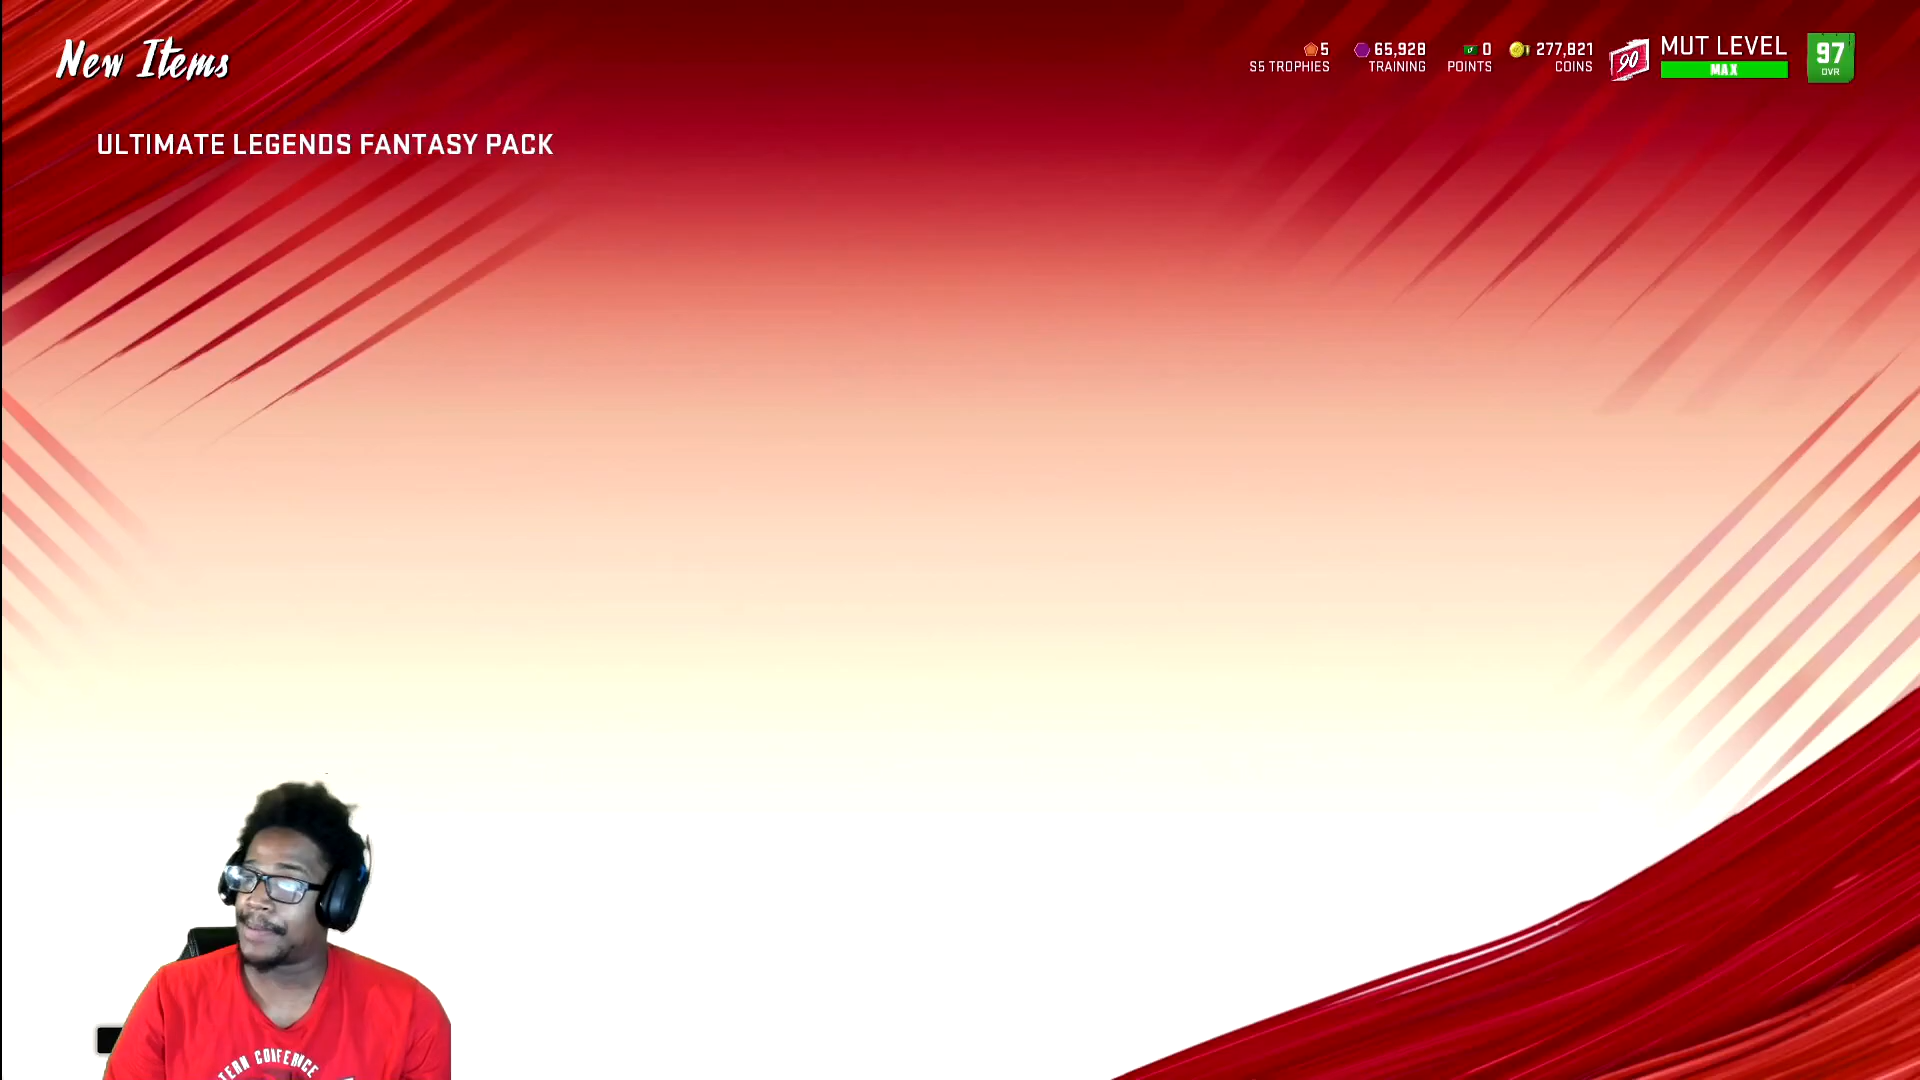 New Items
5
S5 TROPHIES
65,928
TRAINING
0
POINTS
277,821
COINS
90
MUT LEVEL
MAX
97
OVR
ULTIMATE LEGENDS FANTASY PACK
CONFERENCE